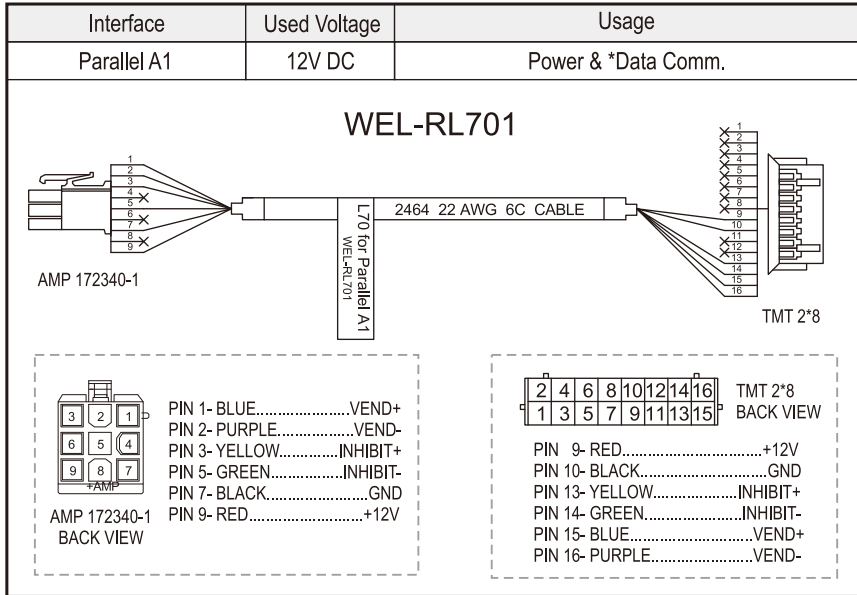 Interface Used Voltage Usage
Parallel A1 12V DC Power & *Data Comm.
WEL-RL701
1
2
3
4
5
6
7
8
9
AMP 172340-1
2464 22 AWG 6C CABLE
L70 for Parallel A1
WEL-RL701
1
2
3
4
5
6
7
8
9
10
11
12
13
14
15
16
TMT 2*8
3 2 1
6 5 4
9 8 7
+AMP
AMP 172340-1
BACK VIEW
PIN 1- BLUE....................VEND+
PIN 2- PURPLE................VEND-
PIN 3- YELLOW..............INHIBIT+
PIN 5- GREEN................INHIBIT-
PIN 7- BLACK.....................GND
PIN 9- RED........................+12V
2 4 6 8 10 12 14 16
1 3 5 7 9 11 13 15
TMT 2*8
BACK VIEW
PIN 9- RED............................+12V
PIN 10- BLACK.......................GND
PIN 13- YELLOW................INHIBIT+
PIN 14- GREEN..................INHIBIT-
PIN 15- BLUE......................VEND+
PIN 16- PURPLE..................VEND-